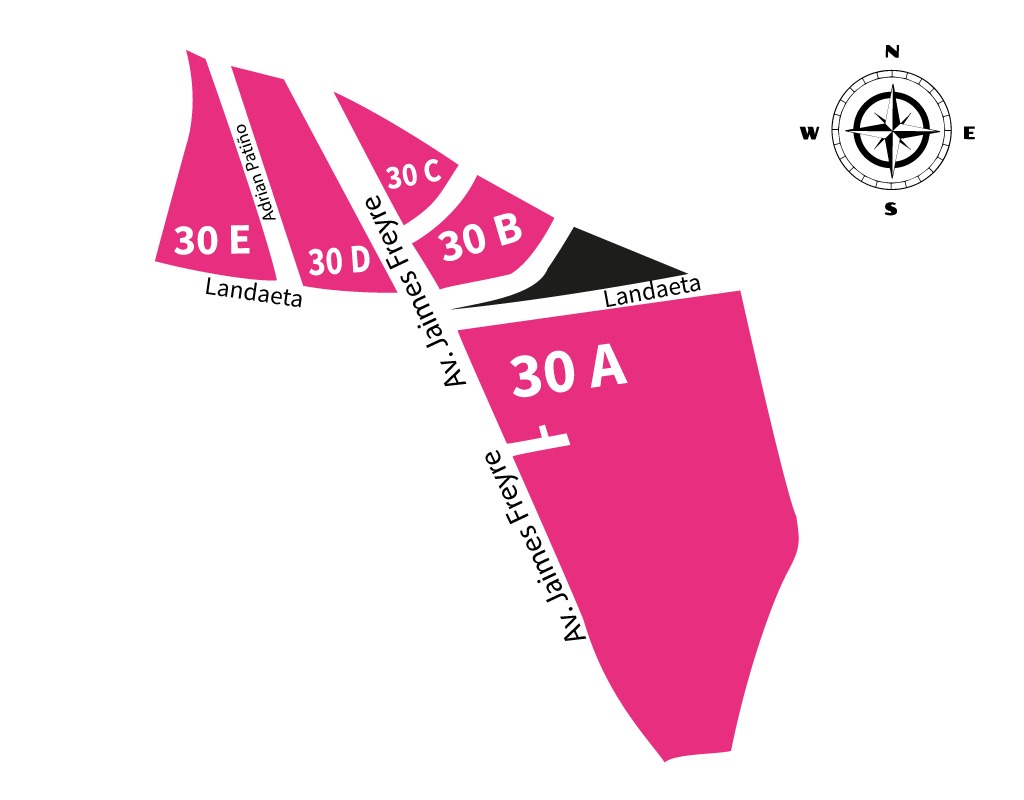 N
W
E
S
Adrian Patiño
30 C
30 E
30 D
30 B
Landaeta
Av. Jaimes Freyre
Landaeta
30 A
Av. Jaimes Freyre